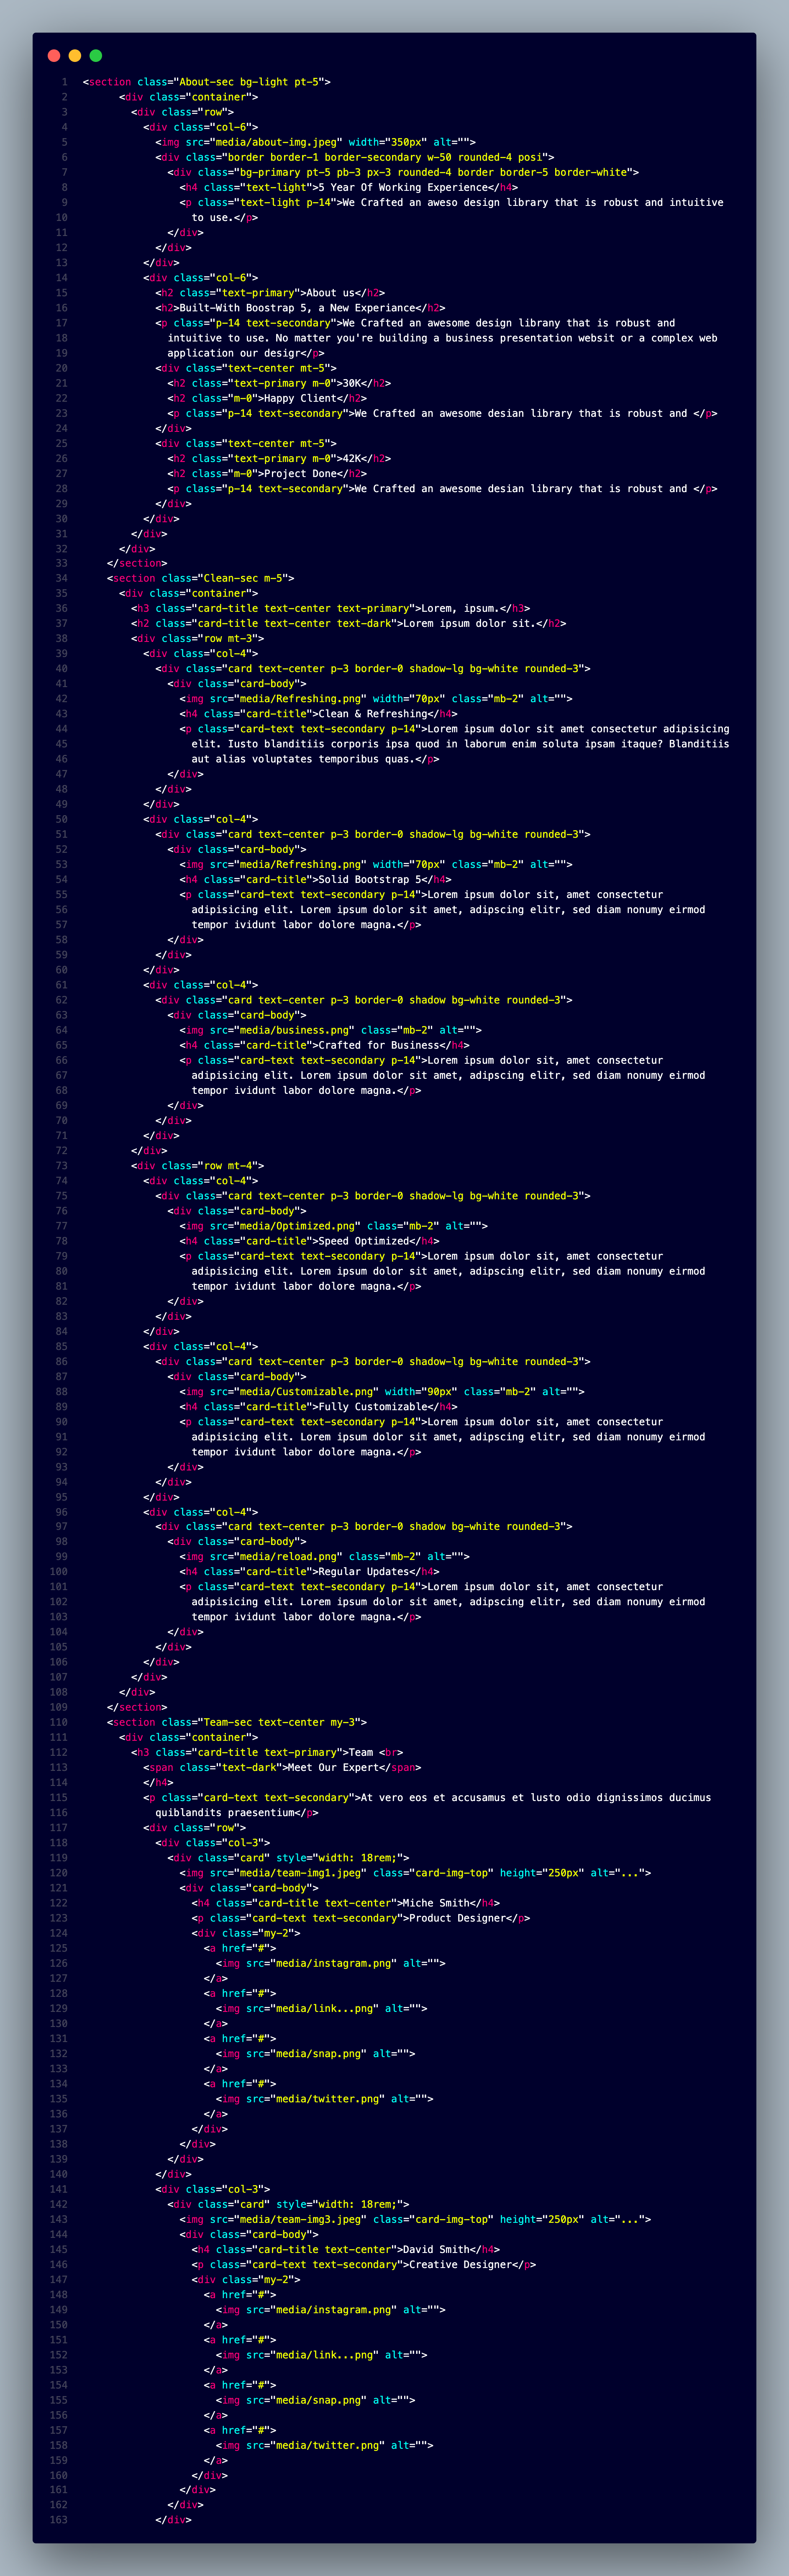 1 <section class="About-sec bg-light pt-5">
2 <div class="container">
3 <div class="row">
4 <div class="col-6">
5 <img src="media/about-img.jpeg" width="350px" alt="">
6 <div class="border border-1 border-secondary w-50 rounded-4 posi">
7 <div class="bg-primary pt-5 pb-3 px-3 rounded-4 border border-5 border-white">
8 <h4 class="text-light">5 Year Of Working Experience</h4>
9 <p class="text-light p-14">We Crafted an aweso design library that is robust and intuitive
10 to use.</p>
11 </div>
12 </div>
13 </div>
14 <div class="col-6">
15 <h2 class="text-primary">About us</h2>
16 <h2>Built-With Boostrap 5, a New Experiance</h2>
17 <p class="p-14 text-secondary">We Crafted an awesome design librany that is robust and
18 intuitive to use. No matter you're building a business presentation websit or a complex web
19 application our desigr</p>
20 <div class="text-center mt-5">
21 <h2 class="text-primary m-0">30K</h2>
22 <h2 class="m-0">Happy Client</h2>
23 <p class="p-14 text-secondary">We Crafted an awesome desian library that is robust and </p>
24 </div>
25 <div class="text-center mt-5">
26 <h2 class="text-primary m-0">42K</h2>
27 <h2 class="m-0">Project Done</h2>
28 <p class="p-14 text-secondary">We Crafted an awesome desian library that is robust and </p>
29 </div>
30 </div>
31 </div>
32 </div>
33 </section>
34 <section class="Clean-sec m-5">
35 <div class="container">
36 <h3 class="card-title text-center text-primary">Lorem, ipsum.</h3>
37 <h2 class="card-title text-center text-dark">Lorem ipsum dolor sit.</h2>
38 <div class="row mt-3">
39 <div class="col-4">
40 <div class="card text-center p-3 border-0 shadow-lg bg-white rounded-3">
41 <div class="card-body">
42 <img src="media/Refreshing.png" width="70px" class="mb-2" alt="">
43 <h4 class="card-title">Clean & Refreshing</h4>
44 <p class="card-text text-secondary p-14">Lorem ipsum dolor sit amet consectetur adipisicing
45 elit. Iusto blanditiis corporis ipsa quod in laborum enim soluta ipsam itaque? Blanditiis
46 aut alias voluptates temporibus quas.</p>
47 </div>
48 </div>
49 </div>
50 <div class="col-4">
51 <div class="card text-center p-3 border-0 shadow-lg bg-white rounded-3">
52 <div class="card-body">
53 <img src="media/Refreshing.png" width="70px" class="mb-2" alt="">
54 <h4 class="card-title">Solid Bootstrap 5</h4>
55 <p class="card-text text-secondary p-14">Lorem ipsum dolor sit, amet consectetur
56 adipisicing elit. Lorem ipsum dolor sit amet, adipscing elitr, sed diam nonumy eirmod
57 tempor ividunt labor dolore magna.</p>
58 </div>
59 </div>
60 </div>
61 <div class="col-4">
62 <div class="card text-center p-3 border-0 shadow bg-white rounded-3">
63 <div class="card-body">
64 <img src="media/business.png" class="mb-2" alt="">
65 <h4 class="card-title">Crafted for Business</h4>
66 <p class="card-text text-secondary p-14">Lorem ipsum dolor sit, amet consectetur
67 adipisicing elit. Lorem ipsum dolor sit amet, adipscing elitr, sed diam nonumy eirmod
68 tempor ividunt labor dolore magna.</p>
69 </div>
70 </div>
71 </div>
72 </div>
73 <div class="row mt-4">
74 <div class="col-4">
75 <div class="card text-center p-3 border-0 shadow-lg bg-white rounded-3">
76 <div class="card-body">
77 <img src="media/Optimized.png" class="mb-2" alt="">
78 <h4 class="card-title">Speed Optimized</h4>
79 <p class="card-text text-secondary p-14">Lorem ipsum dolor sit, amet consectetur
80 adipisicing elit. Lorem ipsum dolor sit amet, adipscing elitr, sed diam nonumy eirmod
81 tempor ividunt labor dolore magna.</p>
82 </div>
83 </div>
84 </div>
85 <div class="col-4">
86 <div class="card text-center p-3 border-0 shadow-lg bg-white rounded-3">
87 <div class="card-body">
88 <img src="media/Customizable.png" width="90px" class="mb-2" alt="">
89 <h4 class="card-title">Fully Customizable</h4>
90 <p class="card-text text-secondary p-14">Lorem ipsum dolor sit, amet consectetur
91 adipisicing elit. Lorem ipsum dolor sit amet, adipscing elitr, sed diam nonumy eirmod
92 tempor ividunt labor dolore magna.</p>
93 </div>
94 </div>
95 </div>
96 <div class="col-4">
97 <div class="card text-center p-3 border-0 shadow bg-white rounded-3">
98 <div class="card-body">
99 <img src="media/reload.png" class="mb-2" alt="">
100 <h4 class="card-title">Regular Updates</h4>
101 <p class="card-text text-secondary p-14">Lorem ipsum dolor sit, amet consectetur
102 adipisicing elit. Lorem ipsum dolor sit amet, adipscing elitr, sed diam nonumy eirmod
103 tempor ividunt labor dolore magna.</p>
104 </div>
105 </div>
106 </div>
107 </div>
108 </div>
109 </section>
110 <section class="Team-sec text-center my-3">
111 <div class="container">
112 <h3 class="card-title text-primary">Team <br>
113 <span class="text-dark">Meet Our Expert</span>
114 </h4>
115 <p class="card-text text-secondary">At vero eos et accusamus et lusto odio dignissimos ducimus
116 quiblandits praesentium</p>
117 <div class="row">
118 <div class="col-3">
119 <div class="card" style="width: 18rem;">
120 <img src="media/team-img1.jpeg" class="card-img-top" height="250px" alt="...">
121 <div class="card-body">
122 <h4 class="card-title text-center">Miche Smith</h4>
123 <p class="card-text text-secondary">Product Designer</p>
124 <div class="my-2">
125 <a href="#">
126 <img src="media/instagram.png" alt="">
127 </a>
128 <a href="#">
129 <img src="media/link...png" alt="">
130 </a>
131 <a href="#">
132 <img src="media/snap.png" alt="">
133 </a>
134 <a href="#">
135 <img src="media/twitter.png" alt="">
136 </a>
137 </div>
138 </div>
139 </div>
140 </div>
141 <div class="col-3">
142 <div class="card" style="width: 18rem;">
143 <img src="media/team-img3.jpeg" class="card-img-top" height="250px" alt="...">
144 <div class="card-body">
145 <h4 class="card-title text-center">David Smith</h4>
146 <p class="card-text text-secondary">Creative Designer</p>
147 <div class="my-2">
148 <a href="#">
149 <img src="media/instagram.png" alt="">
150 </a>
151 <a href="#">
152 <img src="media/link...png" alt="">
153 </a>
154 <a href="#">
155 <img src="media/snap.png" alt="">
156 </a>
157 <a href="#">
158 <img src="media/twitter.png" alt="">
159 </a>
160 </div>
161 </div>
162 </div>
163 </div>